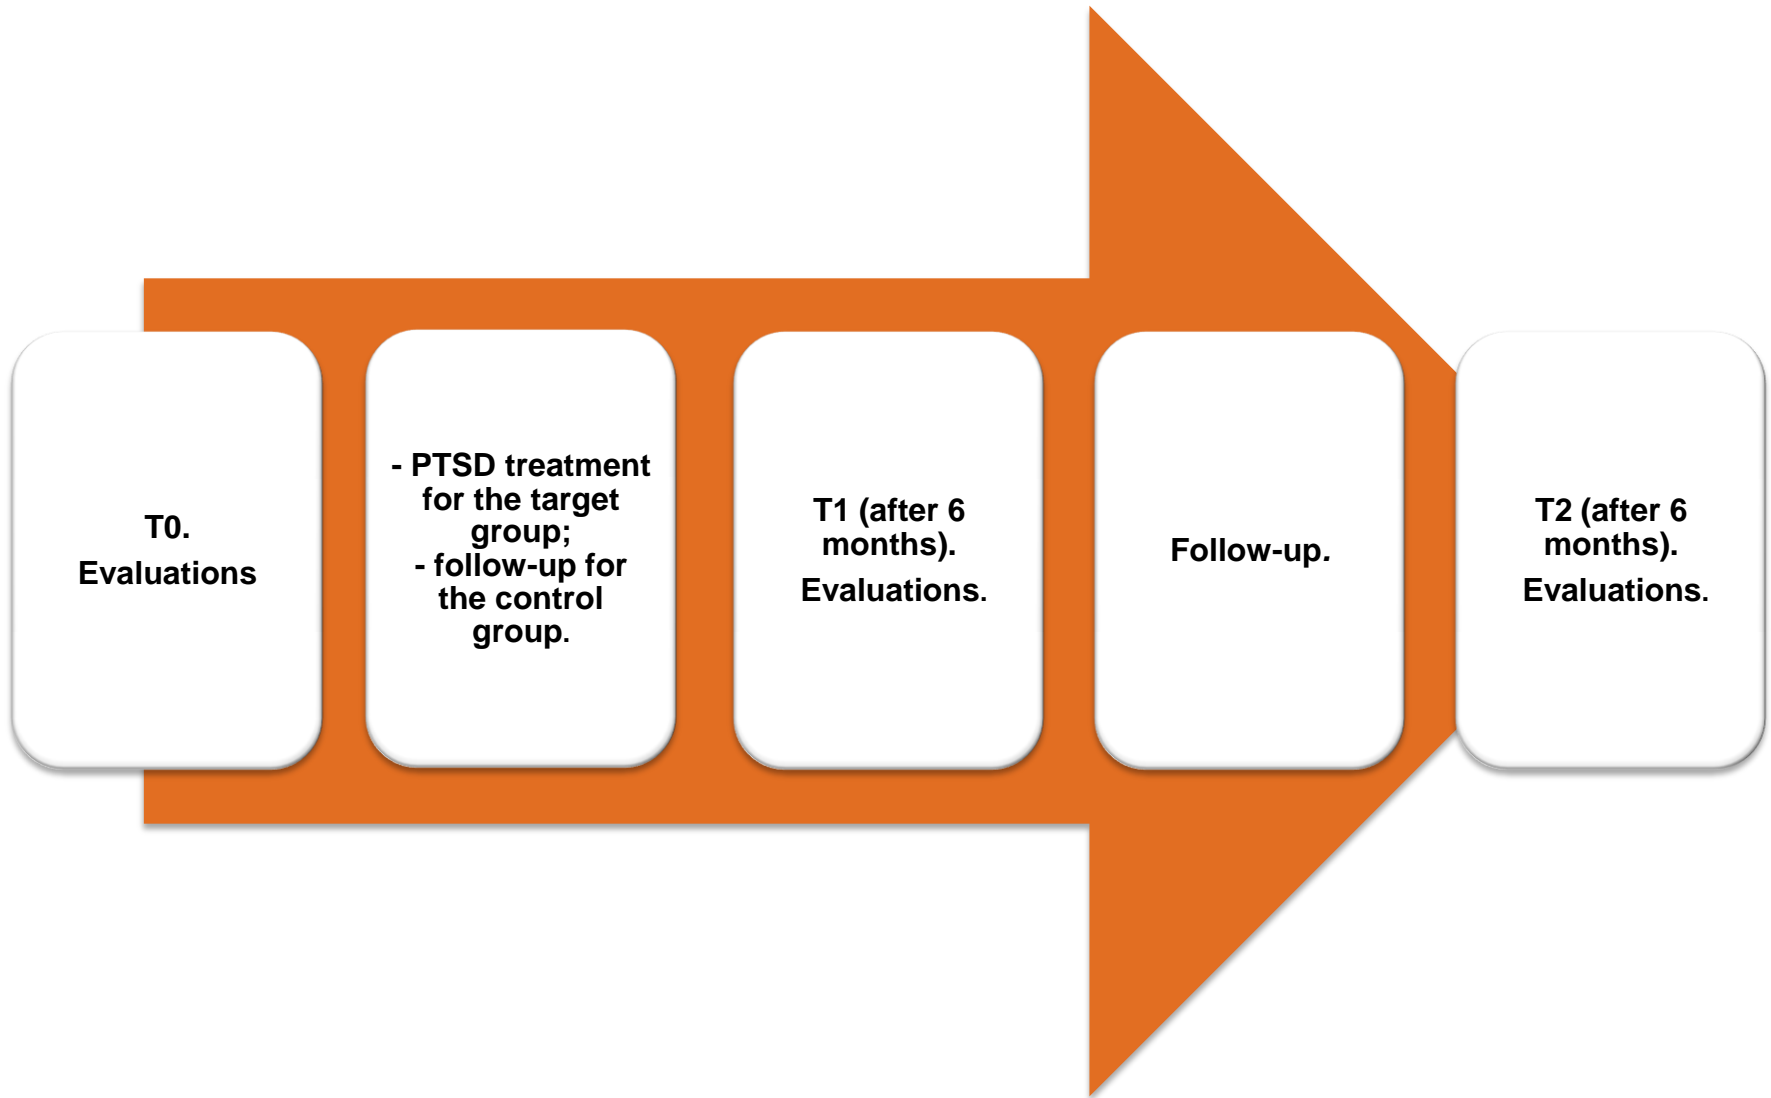 T0.
Evaluations
- PTSD treatment
for the target
group;
- follow-up for
the control
group.
T1 (after 6
months).
Evaluations.
Follow-up.
T2 (after 6
months).
Evaluations.